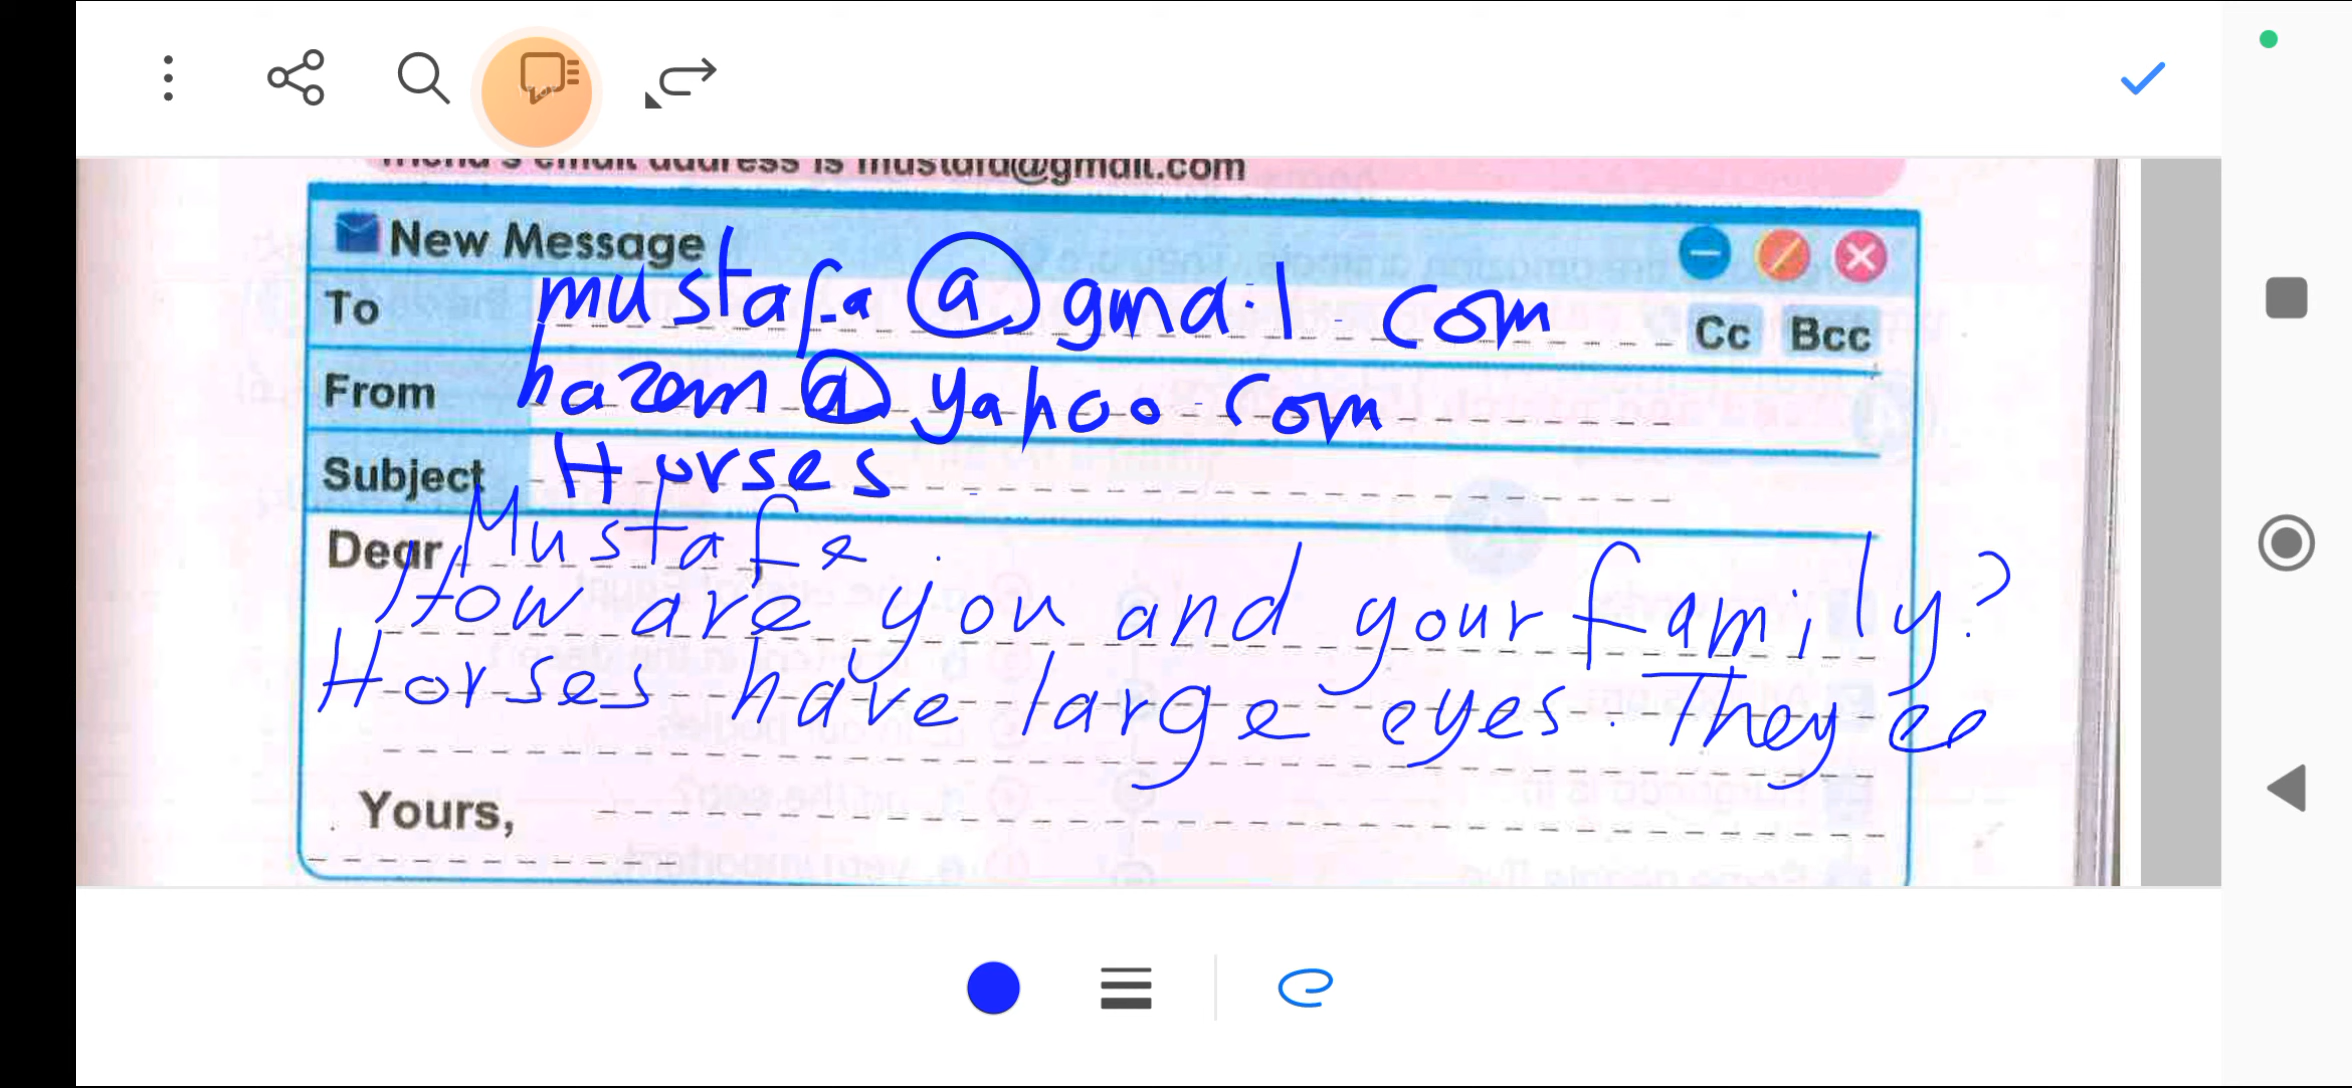 friend's email address is mustafa@gmail.com
New Message
To mustafa @ gmail. com Cc Bcc
From hazem @ yahoo. com
Subject Horses
Dear Mustafa
How are you and your family?
Horses have large eyes. They
Yours,